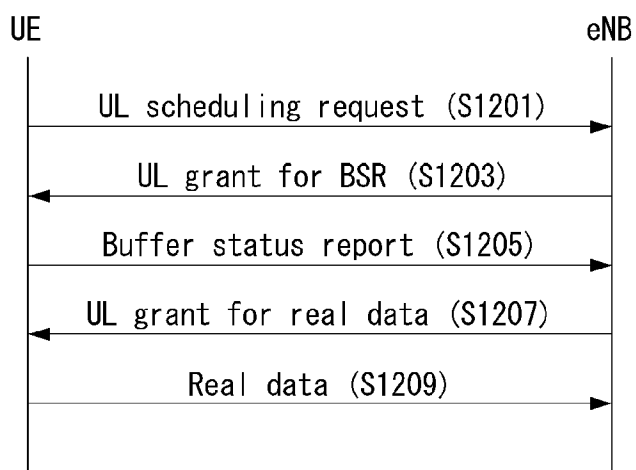 UE eNB
UL scheduling request (S1201)
UL grant for BSR (S1203)
Buffer status report (S1205)
UL grant for real data (S1207)
Real data (S1209)